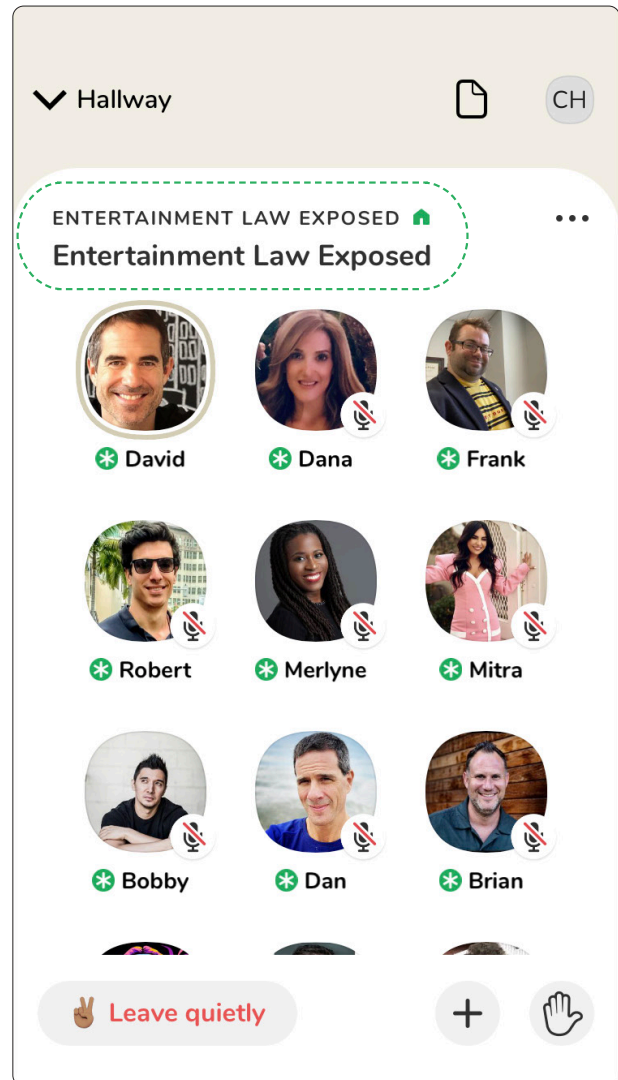 Hallway
CH
ENTERTAINMENT LAW EXPOSED
Entertainment Law Exposed
David
Dana
Frank
Robert
Merlyne
Mitra
Bobby
Dan
Brian
Leave quietly